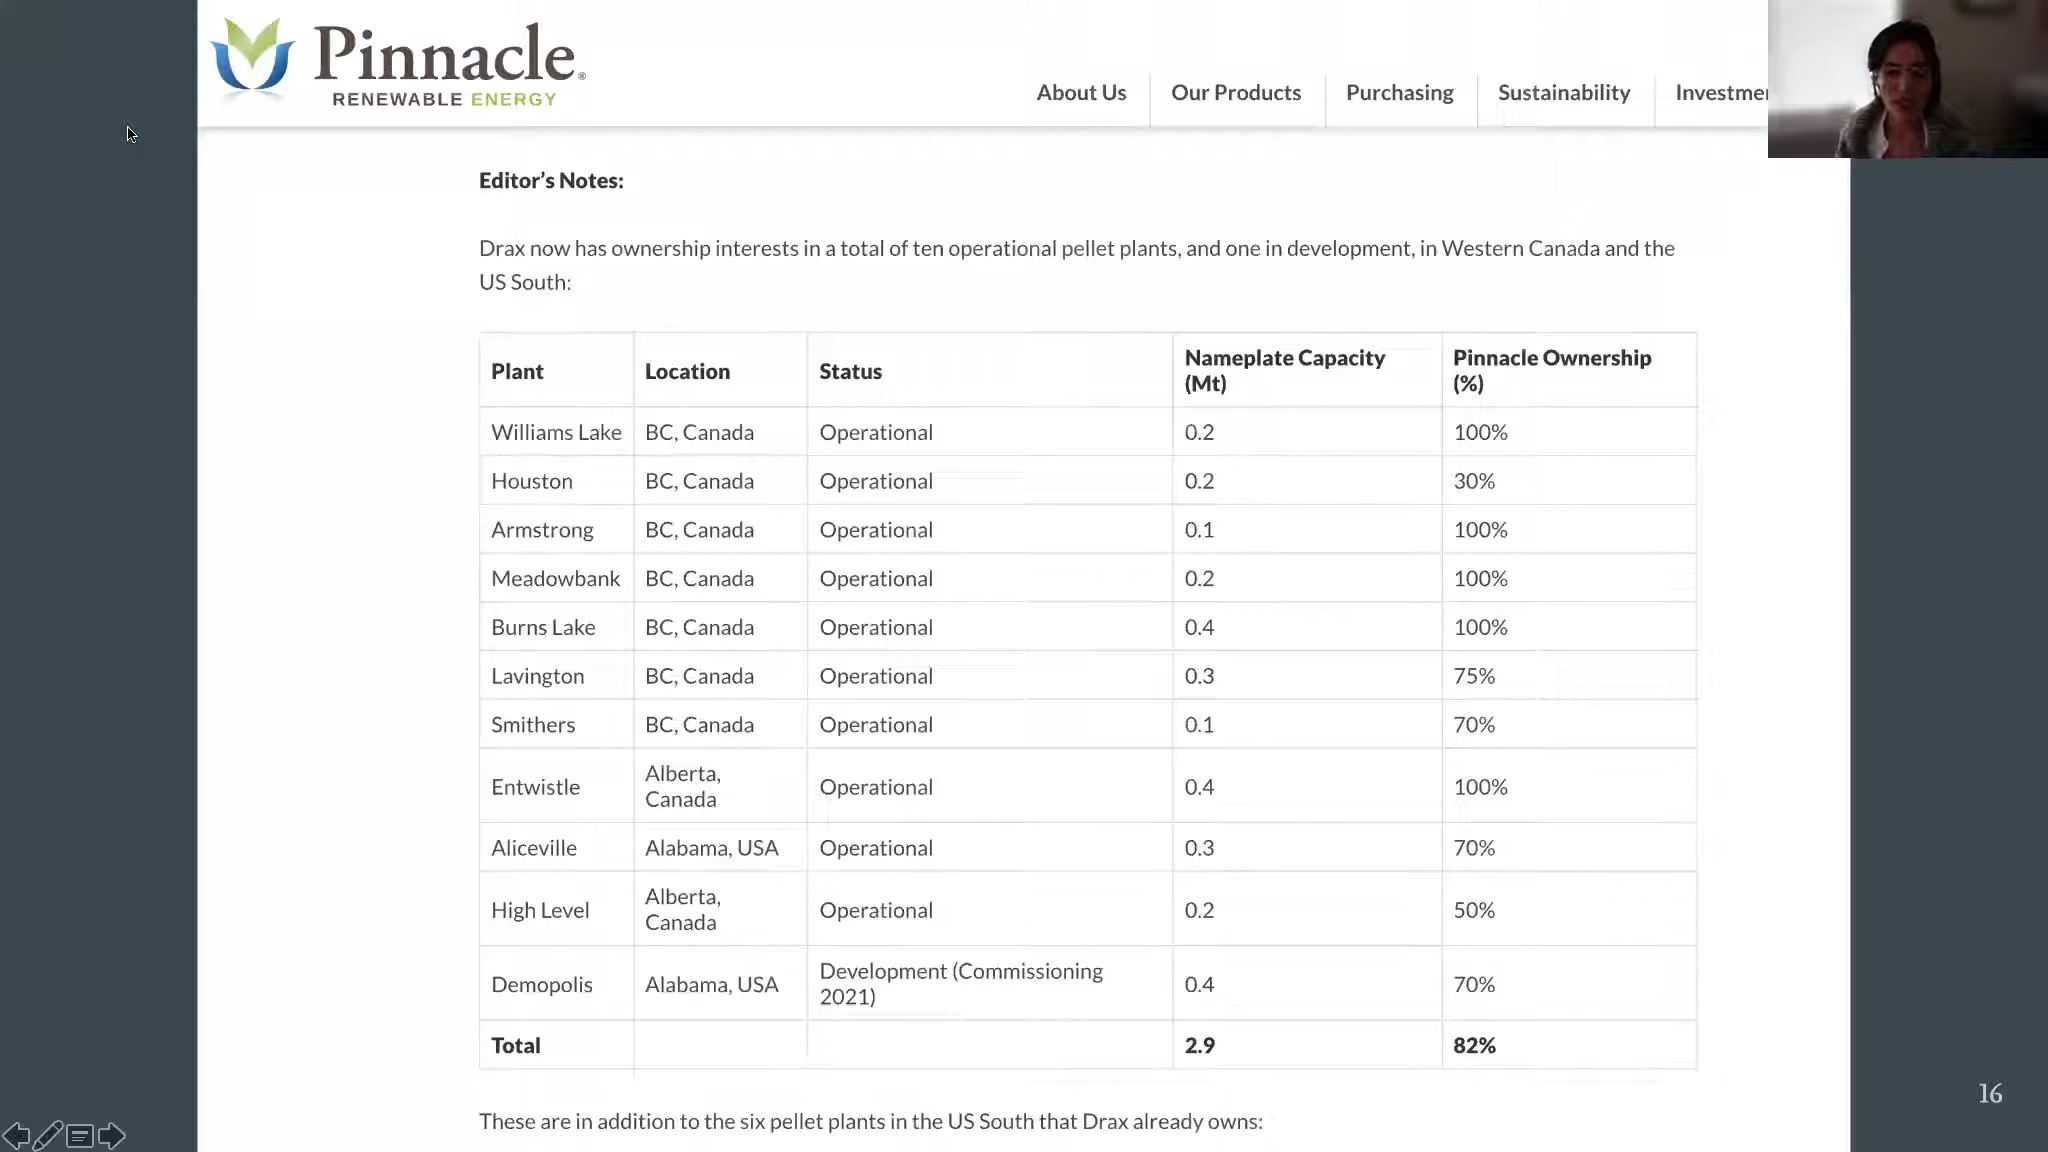 Pinnacle®
RENEWABLE ENERGY
About Us
Our Products
Purchasing
Sustainability
Investme
Editor’s Notes:
Drax now has ownership interests in a total of ten operational pellet plants, and one in development, in Western Canada and the
US South:
Plant Location Status Nameplate Capacity (Mt) Pinnacle Ownership (%)
Williams Lake BC, Canada Operational 0.2 100%
Houston BC, Canada Operational 0.2 30%
Armstrong BC, Canada Operational 0.1 100%
Meadowbank BC, Canada Operational 0.2 100%
Burns Lake BC, Canada Operational 0.4 100%
Lavington BC, Canada Operational 0.3 75%
Smithers BC, Canada Operational 0.1 70%
Entwistle Alberta, Canada Operational 0.4 100%
Aliceville Alabama, USA Operational 0.3 70%
High Level Alberta, Canada Operational 0.2 50%
Demopolis Alabama, USA Development (Commissioning 2021) 0.4 70%
Total 2.9 82%
These are in addition to the six pellet plants in the US South that Drax already owns:
16